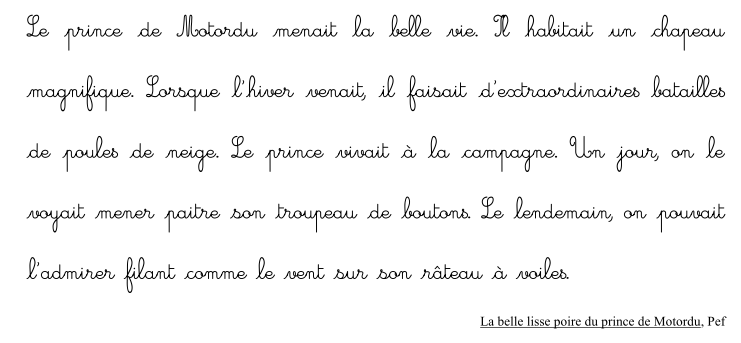 Le prince de Motordu menait la belle vie. Il habitait un chapeau
magnifique. Lorsque l'hiver venait, il faisait d'extraordinaires batailles
de poules de neige. Le prince vivait à la campagne. Un jour, on le
voyait mener paitre son troupeau de boutons. Le lendemain, on pouvait
l'admirer filant comme le vent sur son râteau à voiles.
La belle lisse poire du prince de Motordu, Pef